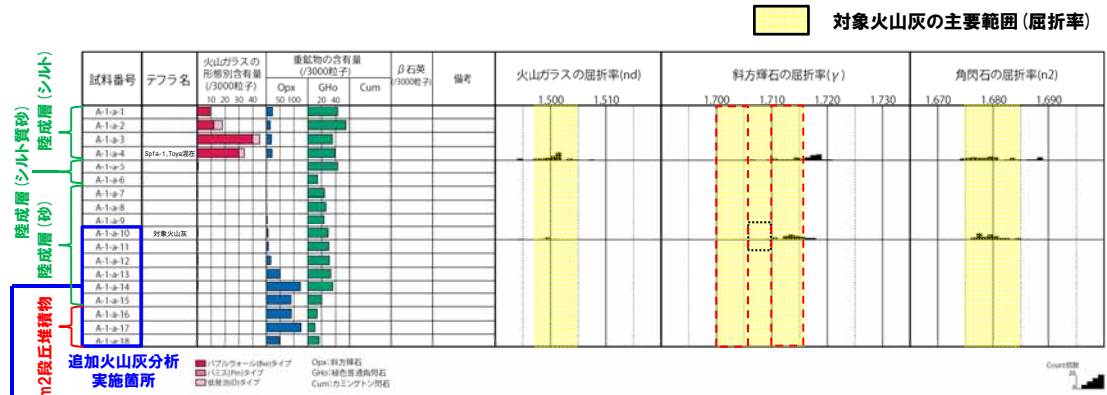 対象火山灰の主要範囲(屈折率)
試料番号
テフラ名
火山ガラスの
形態別含有量
(/3000粒子)
10 20 30 40
重鉱物の含有量
(/3000粒子)
Opx
50 100
GHo
20 40
Cum
β石英
(/3000粒子)
備考
火山ガラスの屈折率(nd)
1,500 1,510
斜方輝石の屈折率(γ)
1,700 1,710 1,720 1,730
角閃石の屈折率(n2)
1,670 1,680 1,690
A-1-a-1
A-1-a-2
A-1-a-3
A-1-a-4 Spfa-1,Toya混在
A-1-a-5
A-1-a-6
A-1-a-7
A-1-a-8
A-1-a-9
A-1-a-10 対象火山灰
A-1-a-11
A-1-a-12
A-1-a-13
A-1-a-14
A-1-a-15
A-1-a-16
A-1-a-17
A-1-a-18
陸成層(シルト)
陸成層(シルト質砂)
陸成層(砂)
m2段丘堆積物
追加火山灰分析
実施箇所
バブルウォール(Bw)タイプ
パミス(Pm)タイプ
低発泡(O)タイプ
Opx:斜方輝石
GHo:緑色普通角閃石
Cum:カミングトン閃石
Count個数